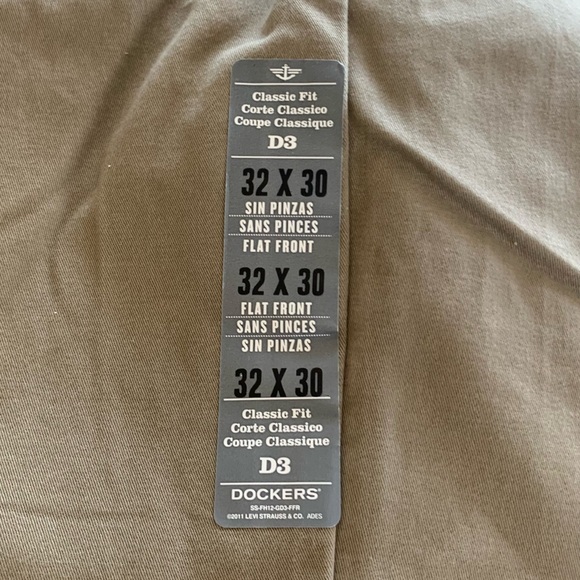 Classic Fit
Corte Classico
Coupe Classique
D3
32 X 30
SIN PINZAS
SANS PINCES
FLAT FRONT
32 X 30
FLAT FRONT
SANS PINCES
SIN PINZAS
32 X 30
Classic Fit
Corte Classico
Coupe Classique
D3
DOCKERS®
SS-FH12-GD3-FFR
©2011 LEVI STRAUSS & CO. ADES